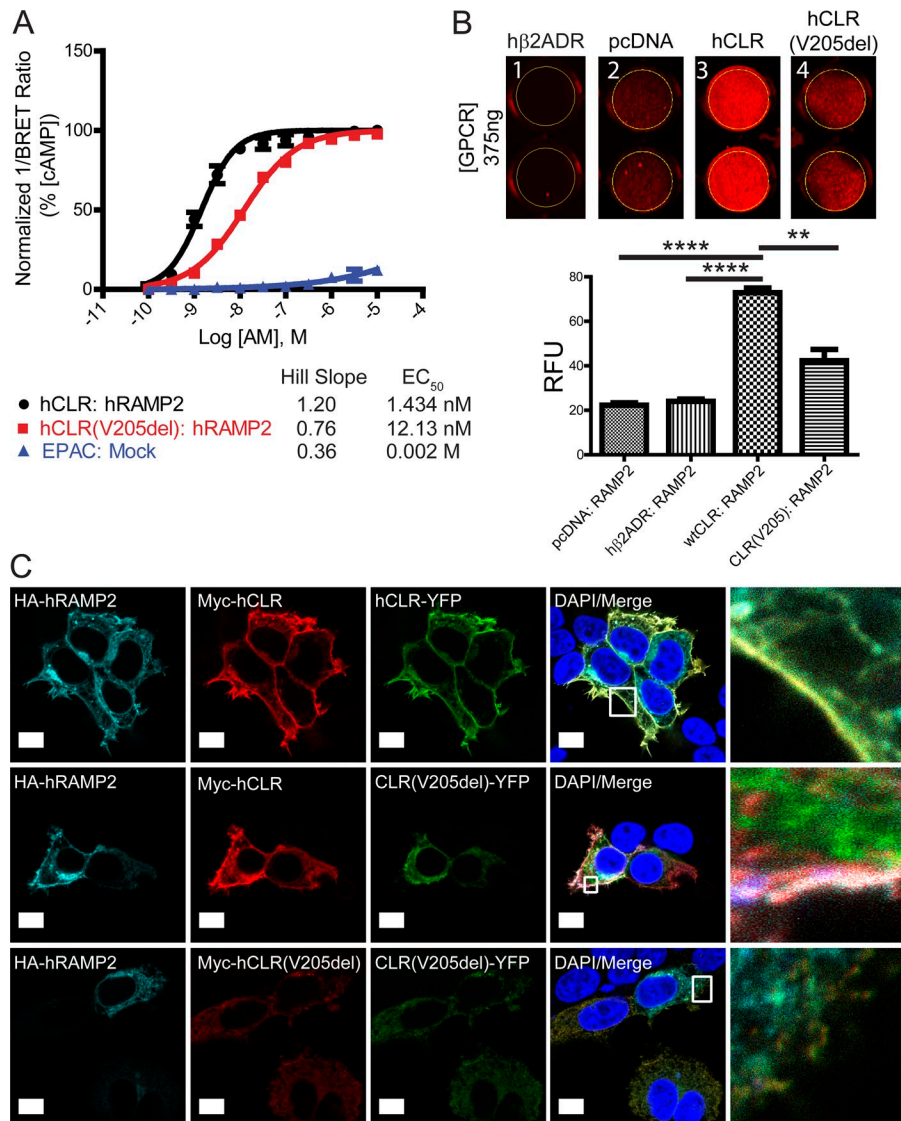 A
Normalized 1/BRET Ratio
(% [cAMP])
150
100
50
0
-11
-10
-9
-8
-7
-6
-5
-4
Log [AM], M
Hill Slope EC50
hCLR: hRAMP2 1.20 1.434 nM
hCLR(V205del): hRAMP2 0.76 12.13 nM
EPAC: Mock 0.36 0.002 M
B
hβ2ADR pcDNA hCLR hCLR
(V205del)
[GPCR]
375ng
1 2 3 4
****
**
****
RFU
80
60
40
20
0
pcDNA: RAMP2
hβ2ADR: RAMP2
wtCLR: RAMP2
CLR(V205): RAMP2
C
HA-hRAMP2 Myc-hCLR hCLR-YFP DAPI/Merge
HA-hRAMP2 Myc-hCLR CLR(V205del)-YFP DAPI/Merge
HA-hRAMP2 Myc-hCLR(V205del) CLR(V205del)-YFP DAPI/Merge